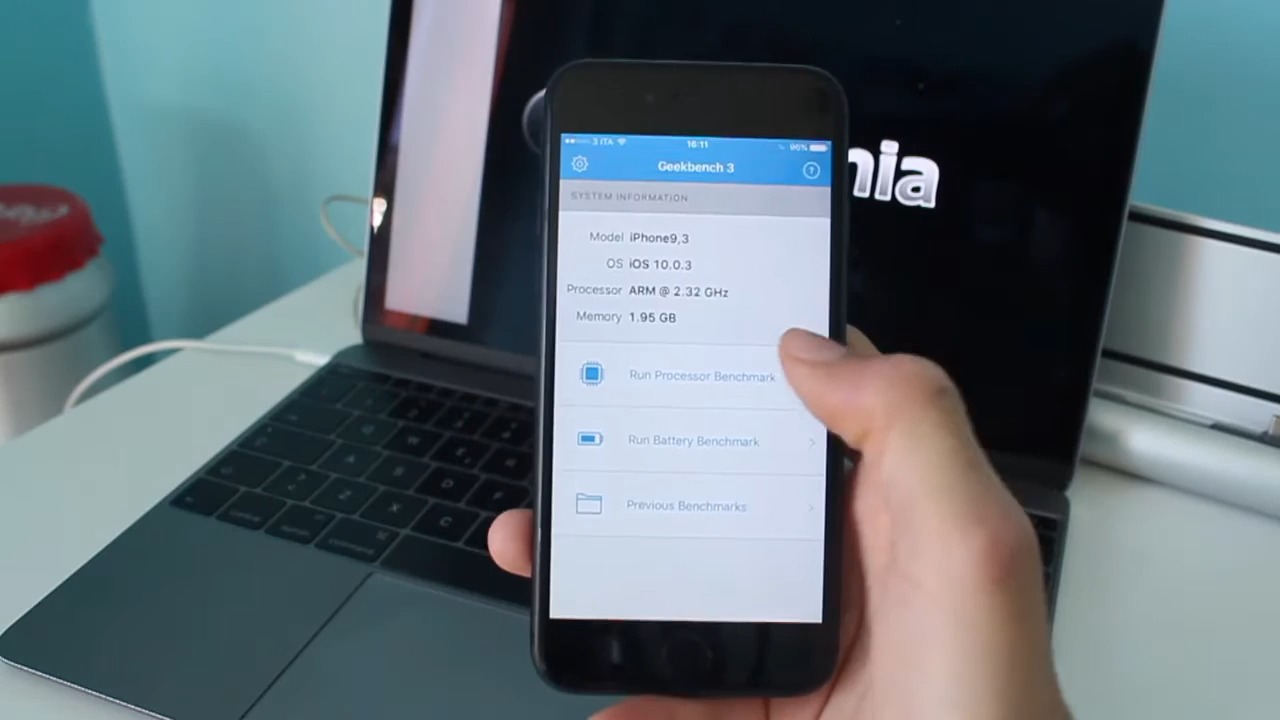 3 ITA 16:11 96%
Geekbench 3
?
SYSTEM INFORMATION
Model iPhone9,3
OS iOS 10.0.3
Processor ARM @ 2.32 GHz
Memory 1.95 GB
Run Processor Benchmark
Run Battery Benchmark
Previous Benchmarks
nia